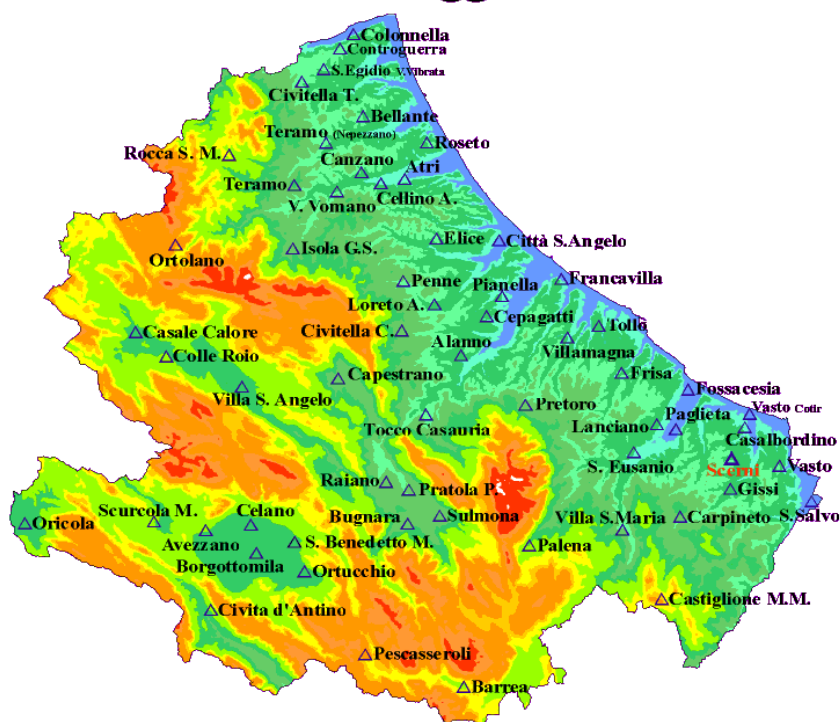 Colonnella
Controguerra
S.Egidio V.Vibrata
Civitella T.
Bellante
Teramo (Nepezzano)
Roseto
Rocca S. M.
Canzano
Atri
Teramo
V. Vomano
Cellino A.
Ortolano
Isola G.S.
Elice
Città S.Angelo
Penne
Pianella
Francavilla
Loreto A.
Cepagatti
Casale Calore
Civitella C.
Tollo
Colle Roio
Alanno
Villamagna
Capestrano
Frisa
Villa S. Angelo
Fossacesia
Pretoro
Tocco Casauria
Lanciano
Paglieta
Vasto Cotir
Casalbordino
S. Eusanio
Scerni
Vasto
Raiano
Pratola P.
Gissi
Oricola
Scurcola M.
Celano
Bugnara
Sulmona
Villa S.Maria
Carpineto
S.Salvo
Avezzano
S. Benedetto M.
Palena
Borgottomila
Ortucchio
Civita d'Antino
Castiglione M.M.
Pescasseroli
Barrea